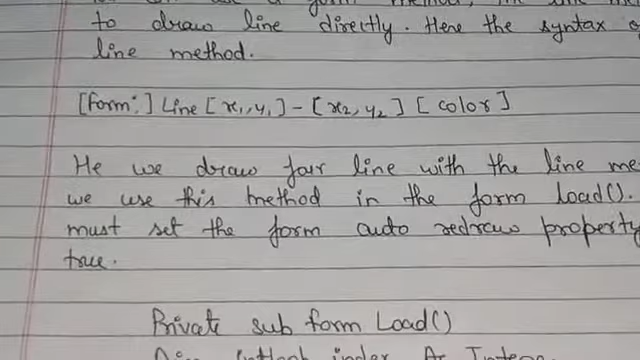 to draw line directly. Here the syntax
line method.
[form:] Line [x1, y1] - [x2, y2] [color]
He we draw four line with the line me
we use this method in the form Load().
must set the form auto redraw property
true.
Private sub form Load()